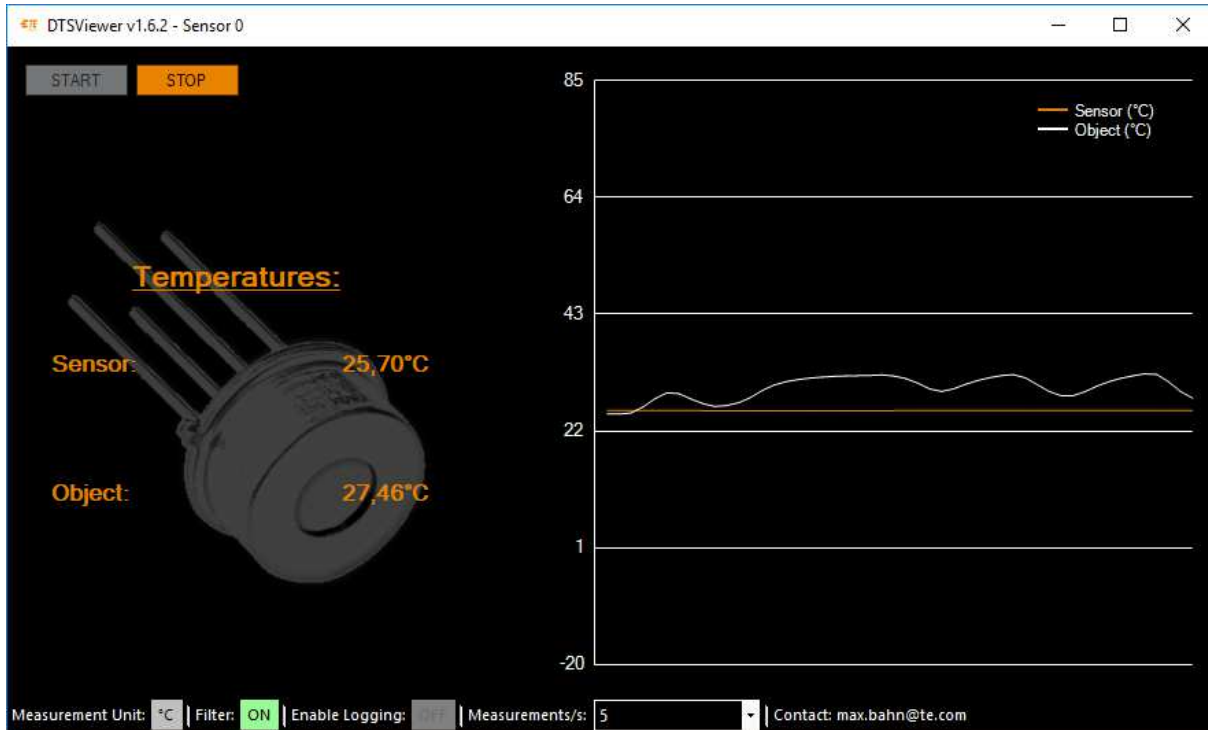 DTSViewer v1.6.2 - Sensor 0
START STOP
Temperatures:
Sensor: 25,70°C
Object: 27,46°C
85
64
43
22
1
-20
Sensor (°C)
Object (°C)
Measurement Unit: °C Filter: ON Enable Logging: OFF Measurements/s: 5 Contact: max.bahn@te.com